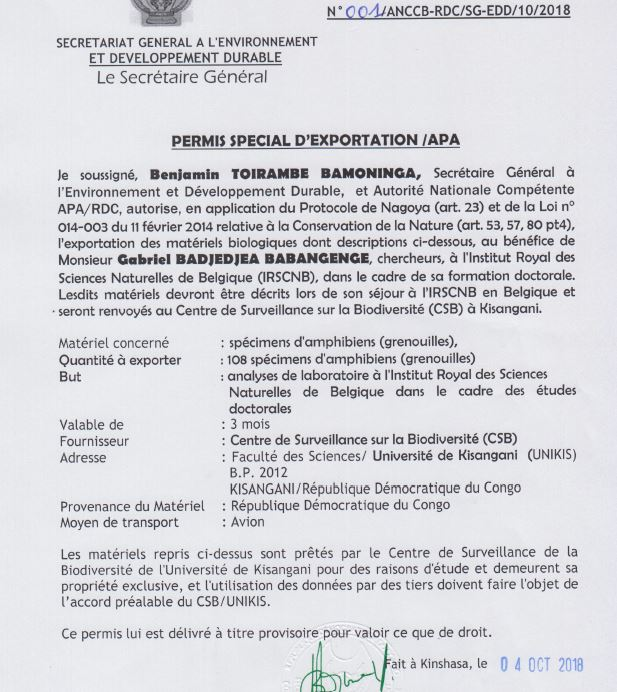 N° 001/ANCCB-RDC/SG-EDD/10/2018
SECRETARIAT GENERAL A L'ENVIRONNEMENT
ET DEVELOPPEMENT DURABLE
Le Secrétaire Général
PERMIS SPECIAL D'EXPORTATION /APA
Je soussigné, Benjamin TOIRAMBE BAMONINGA, Secrétaire Général à
l'Environnement et Développement Durable, et Autorité Nationale Compétente
APA/RDC, autorise, en application du Protocole de Nagoya (art. 23) et de la Loi n°
014-003 du 11 février 2014 relative à la Conservation de la Nature (art. 53, 57, 80 pt4),
l'exportation des matériels biologiques dont descriptions ci-dessous, au bénéfice de
Monsieur Gabriel BADJEDJEA BABANGENGE, chercheurs, à l'Institut Royal des
Sciences Naturelles de Belgique (IRSCNB), dans le cadre de sa formation doctorale.
Lesdits matériels devront être décrits lors de son séjour à l'IRSCNB en Belgique et
seront renvoyés au Centre de Surveillance sur la Biodiversité (CSB) à Kisangani.
Matériel concerné : spécimens d'amphibiens (grenouilles),
Quantité à exporter : 108 spécimens d'amphibiens (grenouilles)
But : analyses de laboratoire à l'Institut Royal des Sciences
Naturelles de Belgique dans le cadre des études
doctorales
Valable de : 3 mois
Fournisseur : Centre de Surveillance sur la Biodiversité (CSB)
Adresse : Faculté des Sciences/ Université de Kisangani (UNIKIS)
B.P. 2012
KISANGANI/République Démocratique du Congo
Provenance du Matériel : République Démocratique du Congo
Moyen de transport : Avion
Les matériels repris ci-dessus sont prêtés par le Centre de Surveillance de la
Biodiversité de l'Université de Kisangani pour des raisons d'étude et demeurent sa
propriété exclusive, et l'utilisation des données par des tiers doivent faire l'objet de
l'accord préalable du CSB/UNIKIS.
Ce permis lui est délivré à titre provisoire pour valoir ce que de droit.
Fait à Kinshasa, le 04 OCT 2018